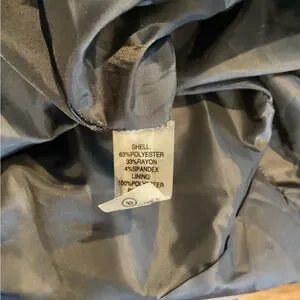 SHELL
63%POLYESTER
33%RAYON
4%SPANDEX
LINING
100%POLYESTER